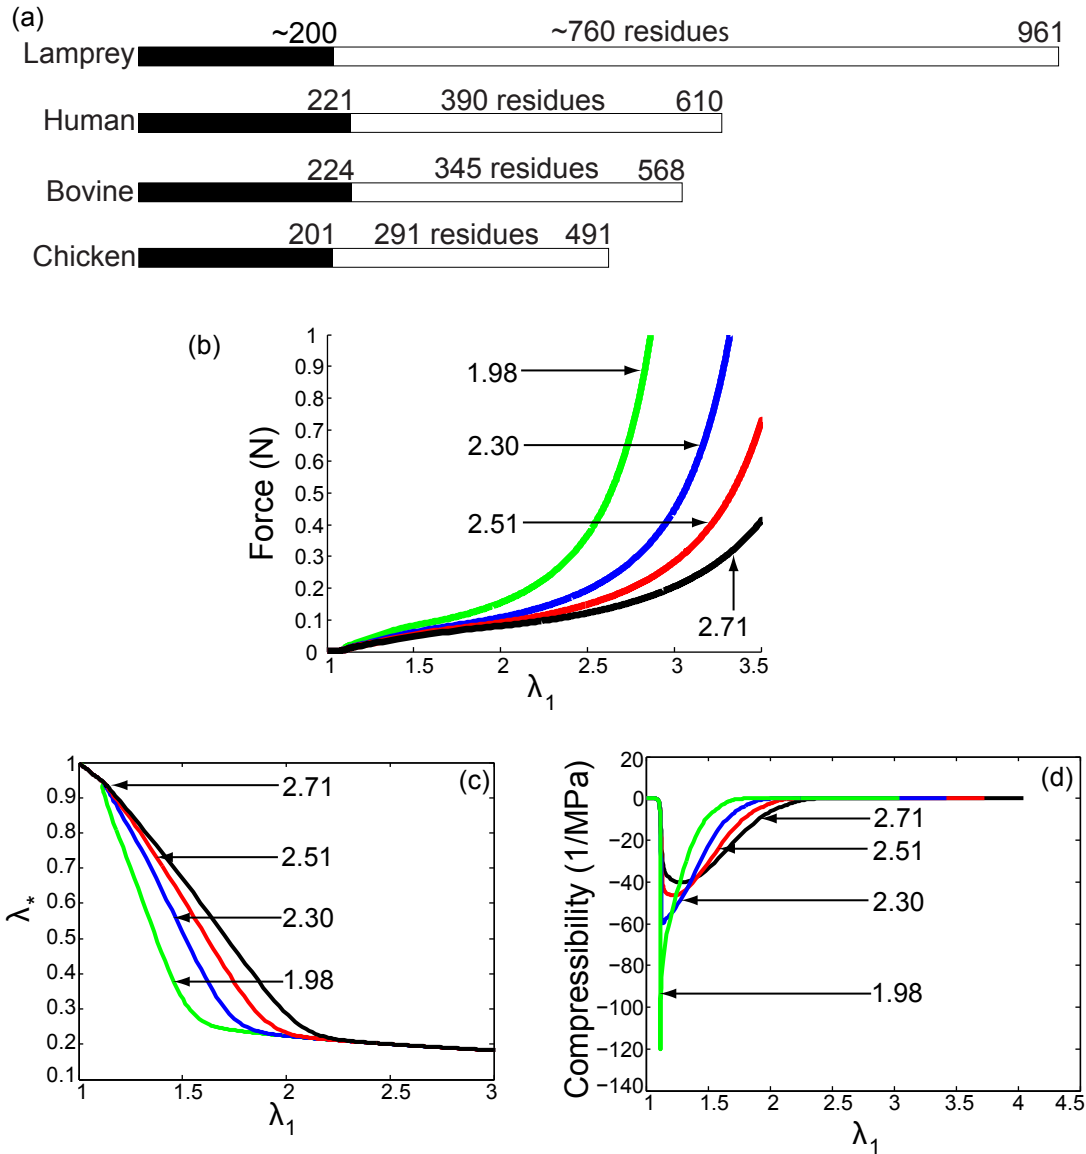 (a)
~200 ~760 residues 961
Lamprey
221 390 residues 610
Human
224 345 residues 568
Bovine
201 291 residues 491
Chicken
(b)
Force (N)
1
0.9
0.8
0.7
0.6
0.5
0.4
0.3
0.2
0.1
0
1.98
2.30
2.51
2.71
1 1.5 2 2.5 3 3.5
λ1
(c)
λ*
1
0.9
0.8
0.7
0.6
0.5
0.4
0.3
0.2
0.1
2.71
2.51
2.30
1.98
1 1.5 2 2.5 3
λ1
(d)
Compressibility (1/MPa)
20
0
−20
−40
−60
−80
−100
−120
−140
2.71
2.51
2.30
1.98
1 1.5 2 2.5 3 3.5 4 4.5
λ1